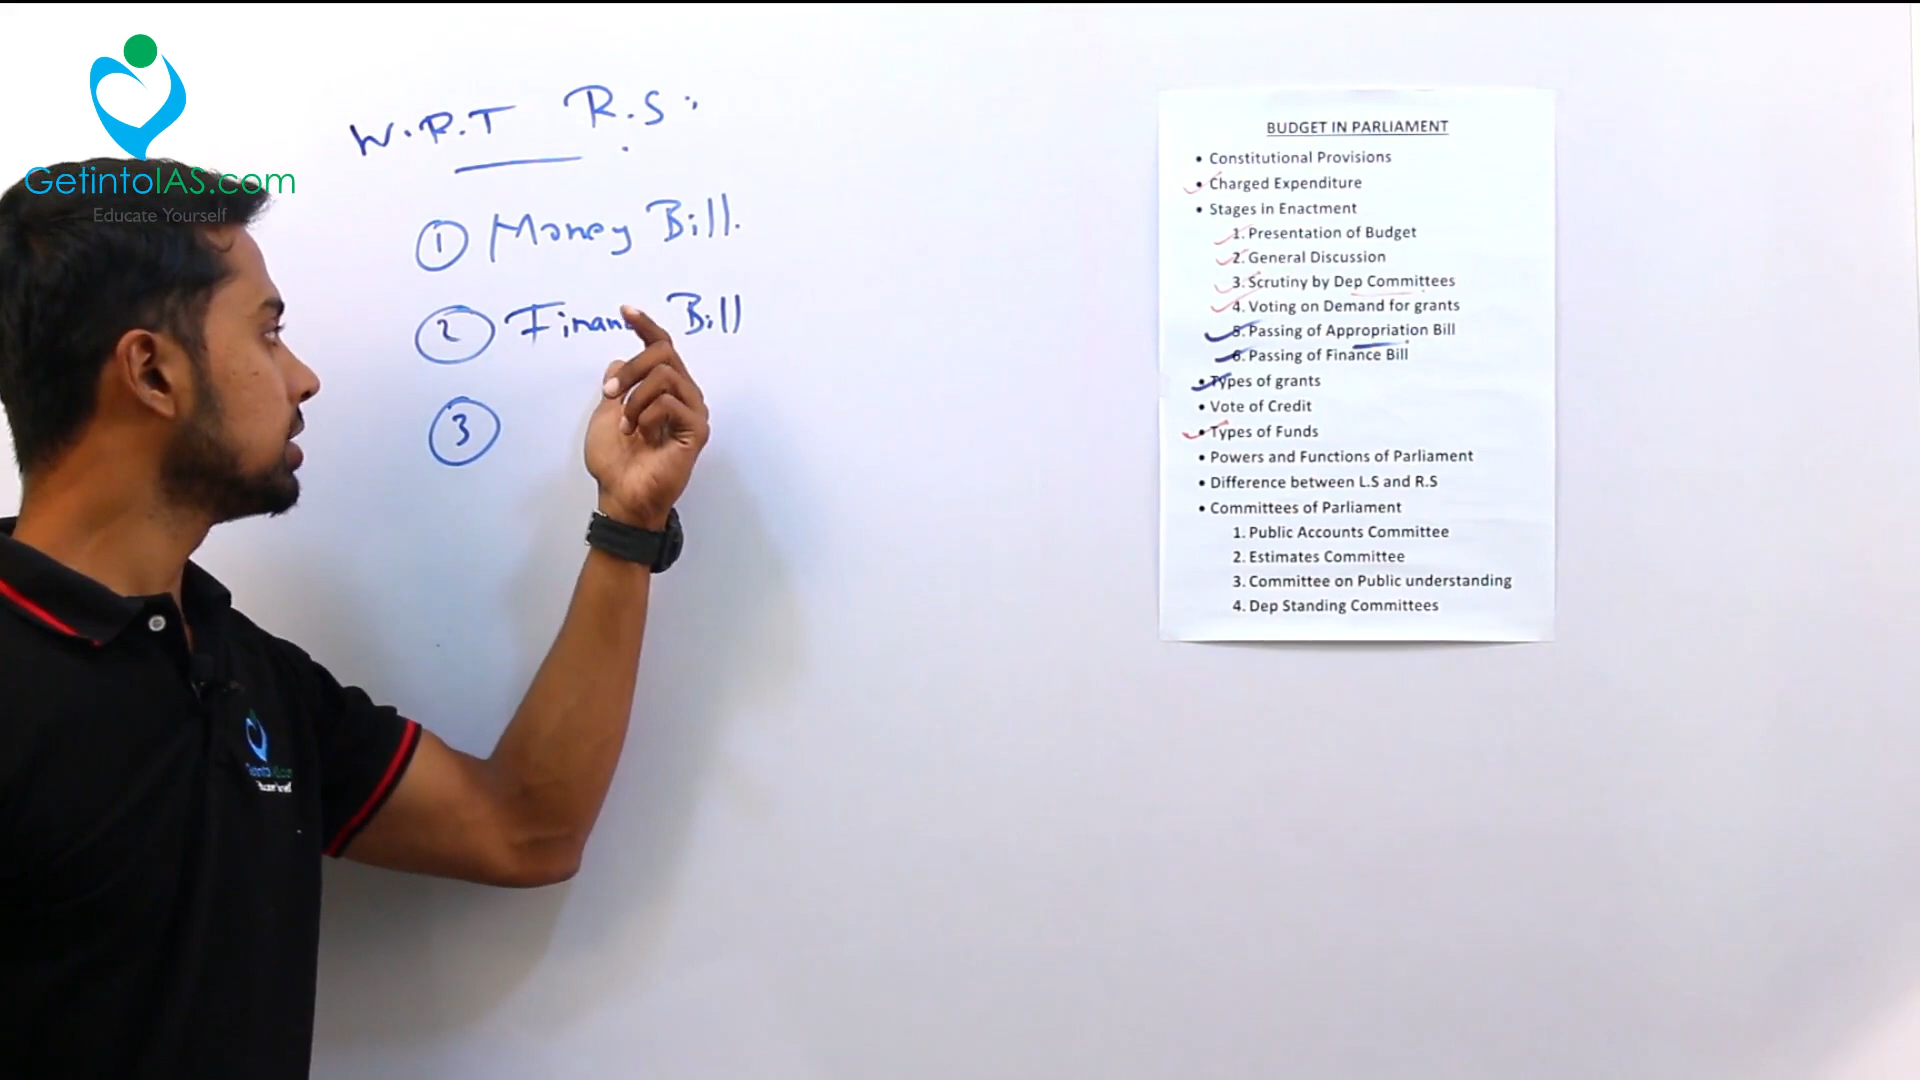 GetintoIAS.com
Educate Yourself
W.R.T R.S:
1 Money Bill.
2 Finance Bill
3
BUDGET IN PARLIAMENT
• Constitutional Provisions
• Charged Expenditure
• Stages in Enactment
1. Presentation of Budget
2. General Discussion
3. Scrutiny by Dep Committees
4. Voting on Demand for grants
5. Passing of Appropriation Bill
6. Passing of Finance Bill
• Types of grants
• Vote of Credit
• Types of Funds
• Powers and Functions of Parliament
• Difference between L.S and R.S
• Committees of Parliament
1. Public Accounts Committee
2. Estimates Committee
3. Committee on Public understanding
4. Dep Standing Committees